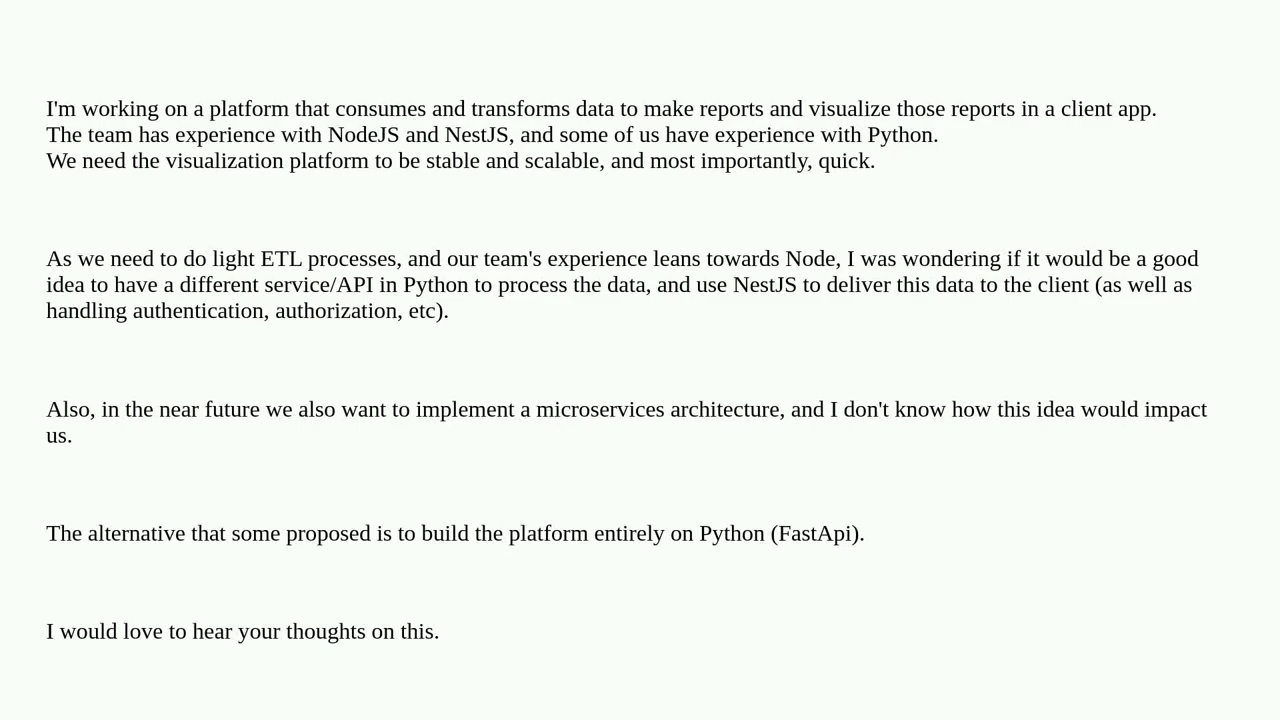 I'm working on a platform that consumes and transforms data to make reports and visualize those reports in a client app.
The team has experience with NodeJS and NestJS, and some of us have experience with Python.
We need the visualization platform to be stable and scalable, and most importantly, quick.
As we need to do light ETL processes, and our team's experience leans towards Node, I was wondering if it would be a good
idea to have a different service/API in Python to process the data, and use NestJS to deliver this data to the client (as well as
handling authentication, authorization, etc).
Also, in the near future we also want to implement a microservices architecture, and I don't know how this idea would impact
us.
The alternative that some proposed is to build the platform entirely on Python (FastApi).
I would love to hear your thoughts on this.